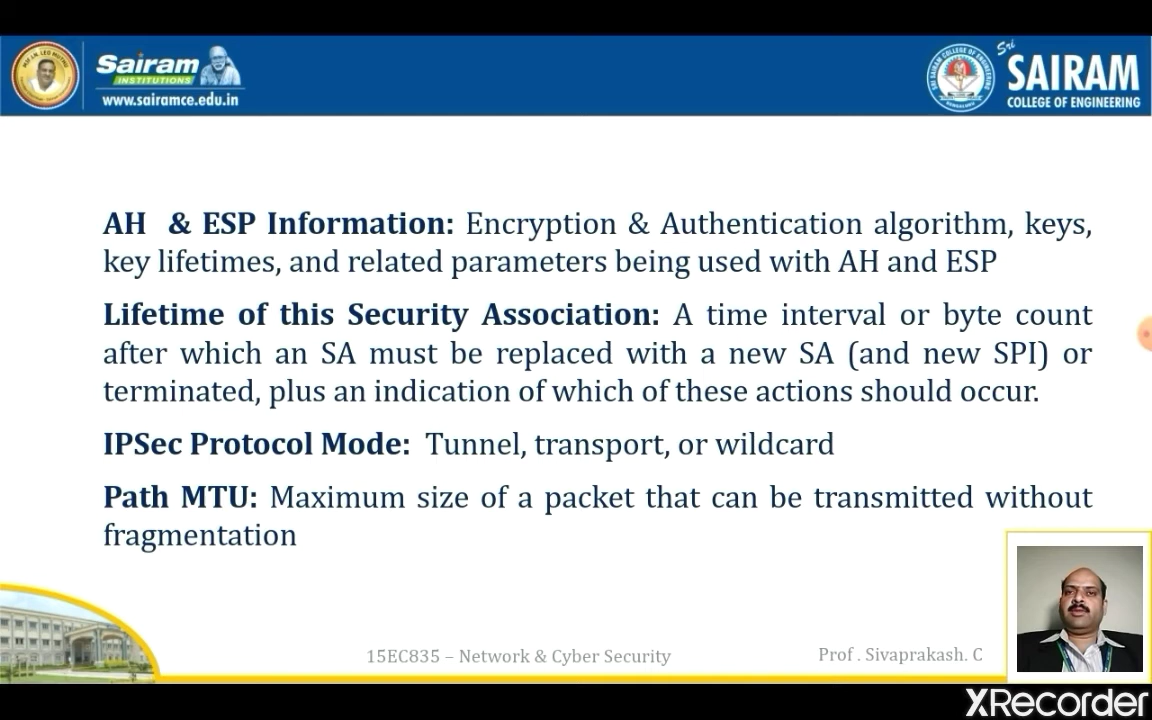 Sairam
INSTITUTIONS
www.sairamce.edu.in
Sri
SAIRAM
COLLEGE OF ENGINEERING
AH & ESP Information: Encryption & Authentication algorithm, keys,
key lifetimes, and related parameters being used with AH and ESP
Lifetime of this Security Association: A time interval or byte count
after which an SA must be replaced with a new SA (and new SPI) or
terminated, plus an indication of which of these actions should occur.
IPSec Protocol Mode: Tunnel, transport, or wildcard
Path MTU: Maximum size of a packet that can be transmitted without
fragmentation
15EC835 – Network & Cyber Security
Prof . Sivaprakash. C
XRecorder